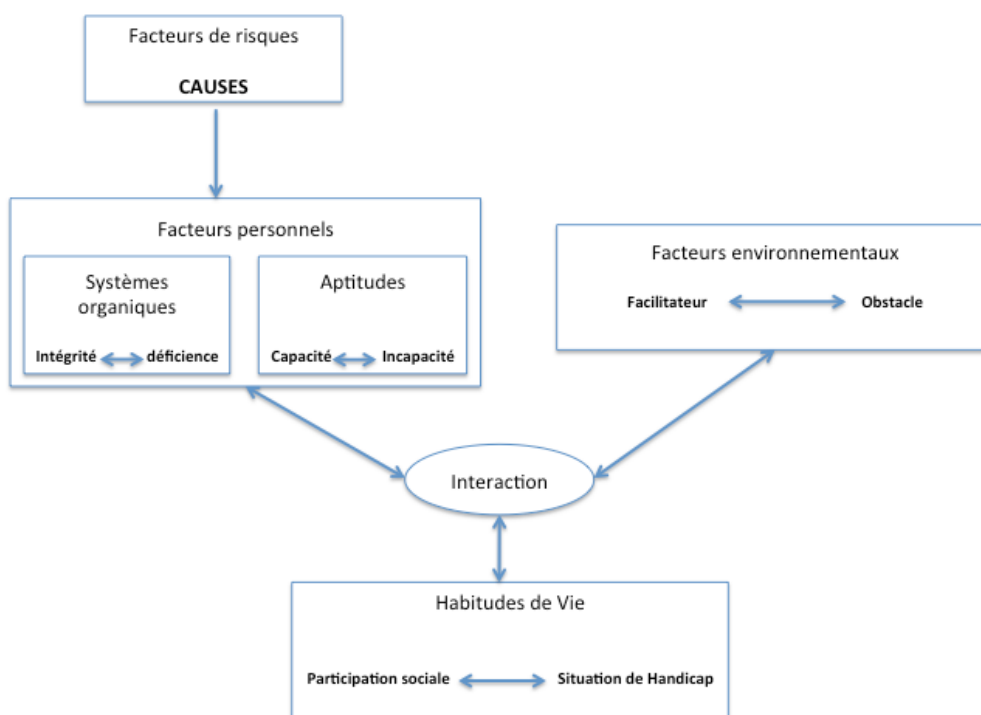 Facteurs de risques
CAUSES
Facteurs personnels
Systèmes
organiques
Intégrité déficience
Aptitudes
Capacité Incapacité
Facteurs environnementaux
Facilitateur Obstacle
Interaction
Habitudes de Vie
Participation sociale Situation de Handicap